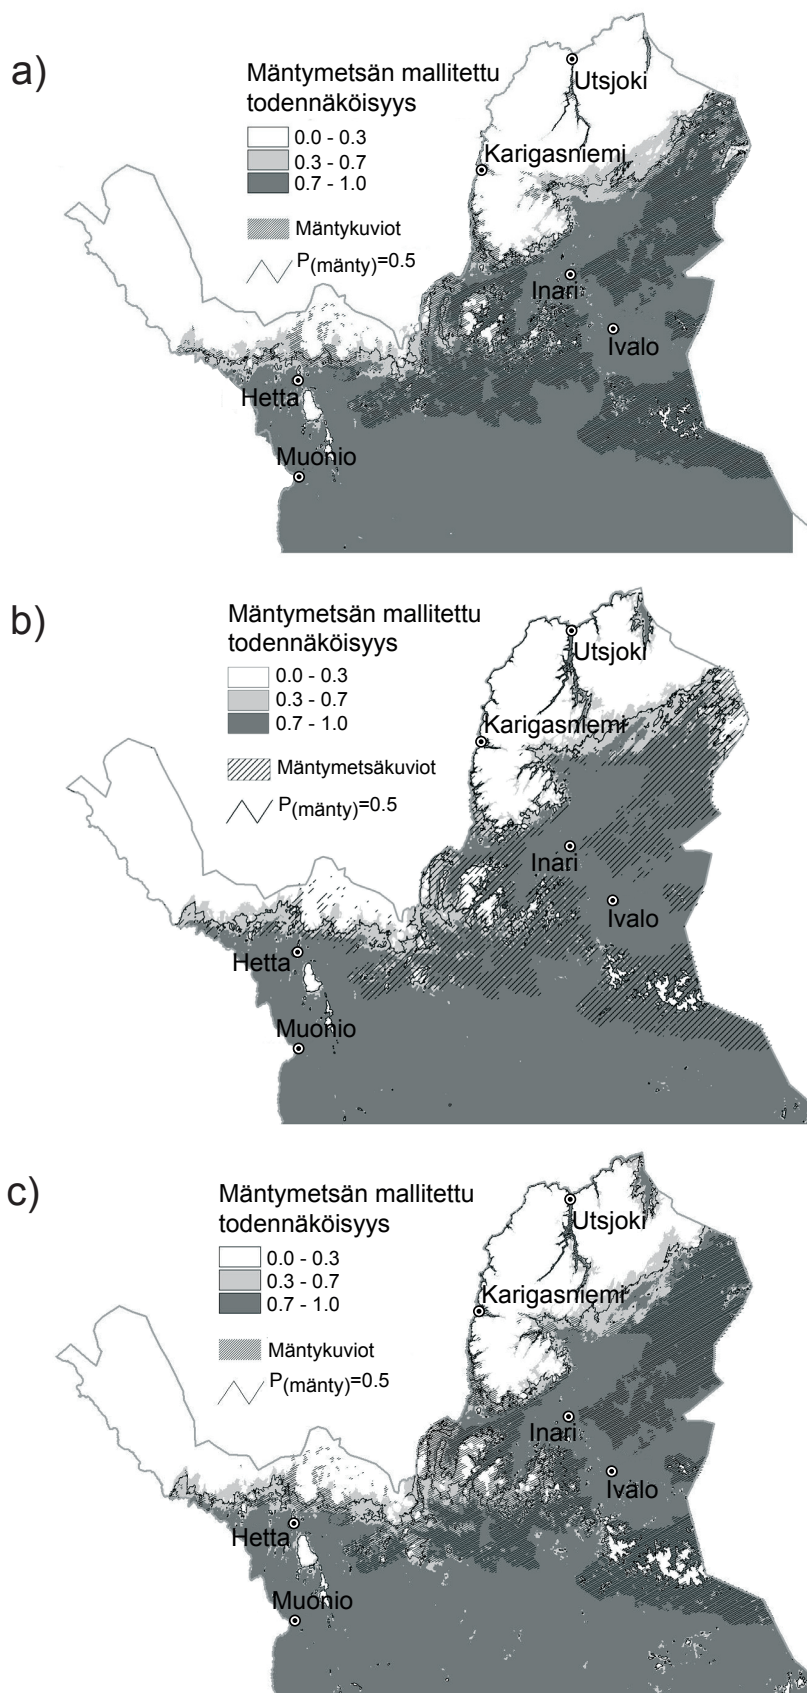 a)
Mäntymetsän mallitettu
todennäköisyys
0.0 - 0.3
0.3 - 0.7
0.7 - 1.0
Mäntykuviot
P(mänty)=0.5
Utsjoki
Karigasniemi
Inari
Ivalo
Hetta
Muonio
b)
Mäntymetsän mallitettu
todennäköisyys
0.0 - 0.3
0.3 - 0.7
0.7 - 1.0
Mäntymetsäkuviot
P(mänty)=0.5
Utsjoki
Karigasniemi
Inari
Ivalo
Hetta
Muonio
c)
Mäntymetsän mallitettu
todennäköisyys
0.0 - 0.3
0.3 - 0.7
0.7 - 1.0
Mäntykuviot
P(mänty)=0.5
Utsjoki
Karigasniemi
Inari
Ivalo
Hetta
Muonio